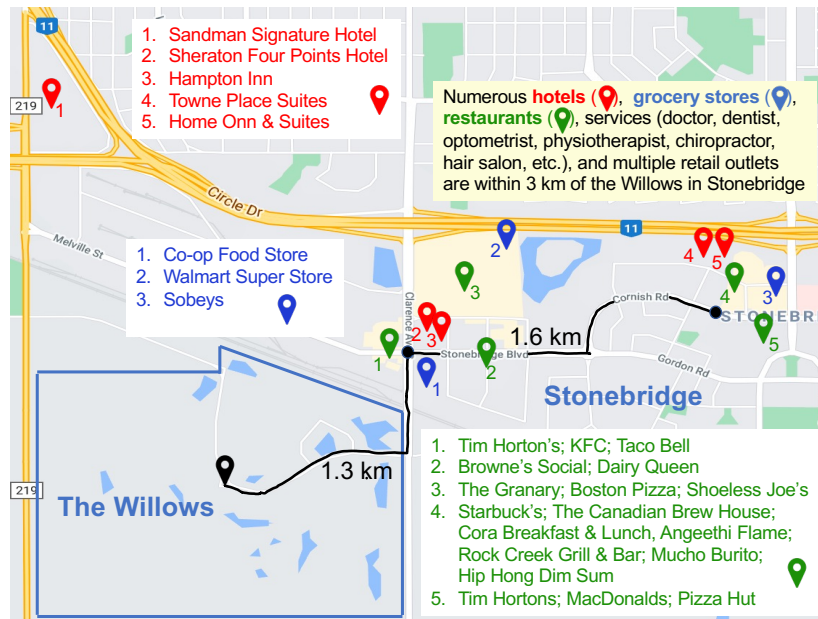 11
219
1
1. Sandman Signature Hotel
2. Sheraton Four Points Hotel
3. Hampton Inn
4. Towne Place Suites
5. Home Onn & Suites
Numerous hotels ( ), grocery stores ( ),
restaurants ( ), services (doctor, dentist,
optometrist, physiotherapist, chiropractor,
hair salon, etc.), and multiple retail outlets
are within 3 km of the Willows in Stonebridge
Circle Dr
11
Melville St
1. Co-op Food Store
2. Walmart Super Store
3. Sobeys
2
4
5
3
4
3
Clarence Av
2
3
Cornish Rd
STONEBRIDG
5
1
1.6 km
Stonebridge Blvd
2
Gordon Rd
1
Stonebridge
1.3 km
219
The Willows
1. Tim Horton's; KFC; Taco Bell
2. Browne's Social; Dairy Queen
3. The Granary; Boston Pizza; Shoeless Joe's
4. Starbuck's; The Canadian Brew House;
Cora Breakfast & Lunch, Angeethi Flame;
Rock Creek Grill & Bar; Mucho Burito;
Hip Hong Dim Sum
5. Tim Hortons; MacDonalds; Pizza Hut